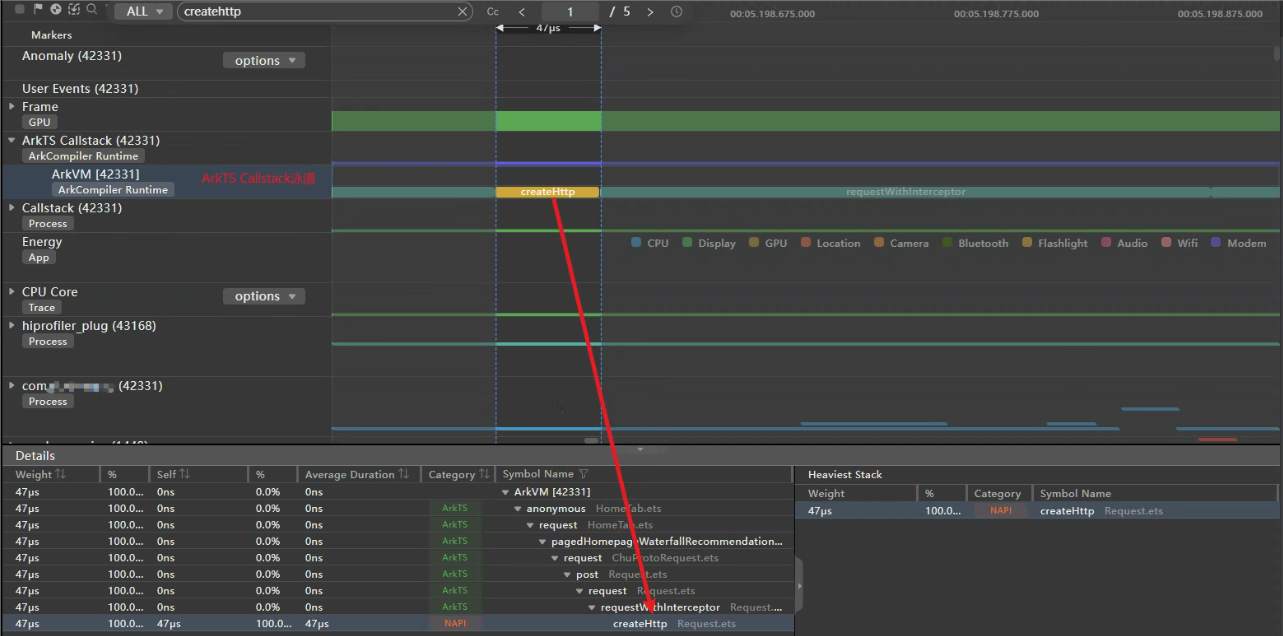 ALL createhttp Cc 1 / 5 00:05.198.675.000 00:05.198.775.000 00:05.198.875.000
Markers 47μs
Anomaly (42331) options
User Events (42331)
Frame
GPU
ArkTS Callstack (42331)
ArkCompiler Runtime
ArkVM [42331] ArkTS Callstack泳道
ArkCompiler Runtime createHttp requestWithInterceptor
Callstack (42331)
Process
Energy CPU Display GPU Location Camera Bluetooth Flashlight Audio Wifi Modem
App
CPU Core options
Trace
hiprofiler_plug (43168)
Process
com (42331)
Process
Details
Weight % Self % Average Duration Category Symbol Name Heaviest Stack
47μs 100.0... 0ns 0.0% 0ns ArkVM [42331] Weight % Category Symbol Name
47μs 100.0... 0ns 0.0% 0ns ArkTS anonymous HomeTab.ets 47μs 100.0... NAPI createHttp Request.ets
47μs 100.0... 0ns 0.0% 0ns ArkTS request HomeTab.ets
47μs 100.0... 0ns 0.0% 0ns ArkTS pagedHomepageWaterfallRecommendation...
47μs 100.0... 0ns 0.0% 0ns ArkTS request ChuProtoRequest.ets
47μs 100.0... 0ns 0.0% 0ns ArkTS post Request.ets
47μs 100.0... 0ns 0.0% 0ns ArkTS request Request.ets
47μs 100.0... 0ns 0.0% 0ns ArkTS requestWithInterceptor Request....
47μs 100.0... 47μs 100.0... 47μs NAPI createHttp Request.ets